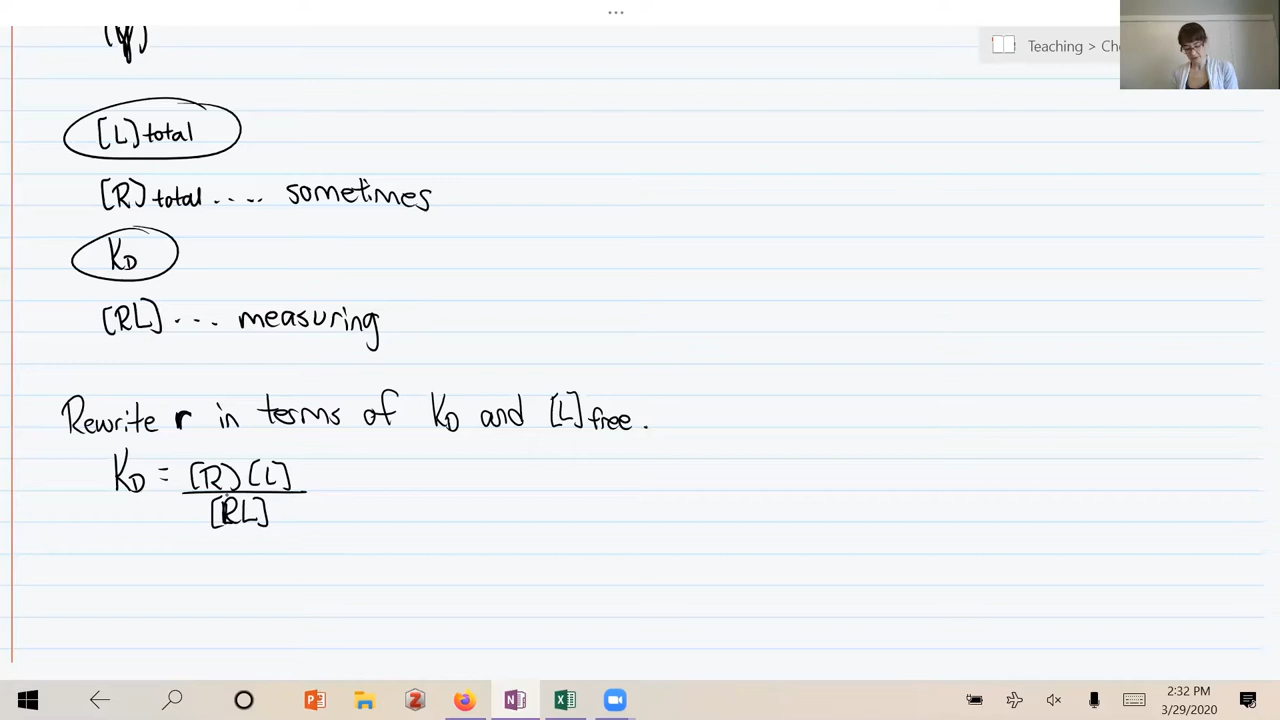 Teaching > Che
[L]total
[R]total .... sometimes
KD
[RL] ... measuring
Rewrite r in terms of KD and [L]free.
KD = [R][L]
[RL]
2:32 PM
3/29/2020